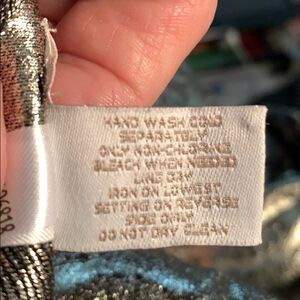 HAND WASH COLD
SEPARATELY
ONLY NON-CHLORINE
BLEACH WHEN NEEDED
LINE DRY
IRON ON LOWEST
SETTING ON REVERSE
SIDE ONLY
DO NOT DRY CLEAN